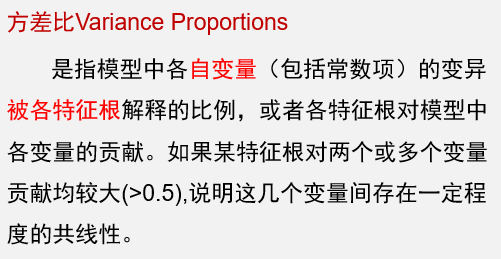 方差比Variance Proportions
是指模型中各自变量（包括常数项）的变异
被各特征根解释的比例，或者各特征根对模型中
各变量的贡献。如果某特征根对两个或多个变量
贡献均较大(>0.5),说明这几个变量间存在一定程
度的共线性。